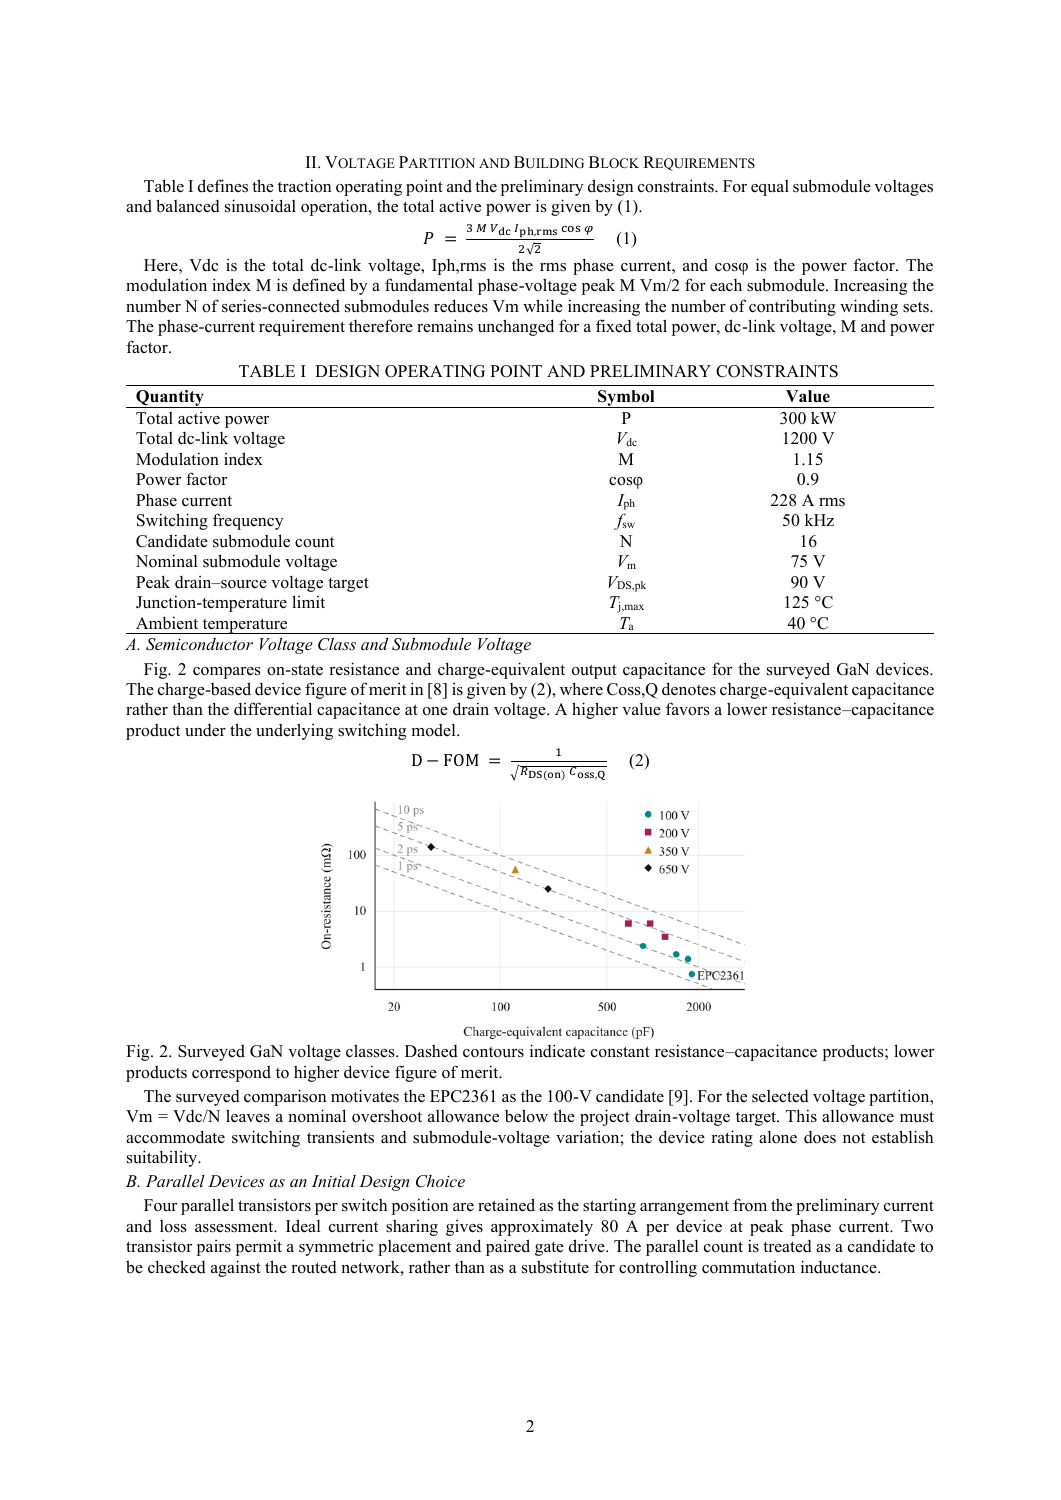 II. VOLTAGE PARTITION AND BUILDING BLOCK REQUIREMENTS
Table I defines the traction operating point and the preliminary design constraints. For equal submodule voltages
and balanced sinusoidal operation, the total active power is given by (1).
P = 3 M V_dc I_ph,rms cos φ / 2√2 (1)
Here, Vdc is the total dc-link voltage, Iph,rms is the rms phase current, and cosφ is the power factor. The
modulation index M is defined by a fundamental phase-voltage peak M Vm/2 for each submodule. Increasing the
number N of series-connected submodules reduces Vm while increasing the number of contributing winding sets.
The phase-current requirement therefore remains unchanged for a fixed total power, dc-link voltage, M and power
factor.
TABLE I DESIGN OPERATING POINT AND PRELIMINARY CONSTRAINTS
Quantity Symbol Value
Total active power P 300 kW
Total dc-link voltage V_dc 1200 V
Modulation index M 1.15
Power factor cosφ 0.9
Phase current I_ph 228 A rms
Switching frequency f_sw 50 kHz
Candidate submodule count N 16
Nominal submodule voltage V_m 75 V
Peak drain–source voltage target V_DS,pk 90 V
Junction-temperature limit T_j,max 125 °C
Ambient temperature T_a 40 °C
A. Semiconductor Voltage Class and Submodule Voltage
Fig. 2 compares on-state resistance and charge-equivalent output capacitance for the surveyed GaN devices.
The charge-based device figure of merit in [8] is given by (2), where Coss,Q denotes charge-equivalent capacitance
rather than the differential capacitance at one drain voltage. A higher value favors a lower resistance–capacitance
product under the underlying switching model.
D − FOM = 1 / √(R_DS(on) C_oss,Q) (2)
10 ps
5 ps
2 ps
1 ps
100 V
200 V
350 V
650 V
On-resistance (mΩ)
100
10
1
EPC2361
20 100 500 2000
Charge-equivalent capacitance (pF)
Fig. 2. Surveyed GaN voltage classes. Dashed contours indicate constant resistance–capacitance products; lower
products correspond to higher device figure of merit.
The surveyed comparison motivates the EPC2361 as the 100-V candidate [9]. For the selected voltage partition,
Vm = Vdc/N leaves a nominal overshoot allowance below the project drain-voltage target. This allowance must
accommodate switching transients and submodule-voltage variation; the device rating alone does not establish
suitability.
B. Parallel Devices as an Initial Design Choice
Four parallel transistors per switch position are retained as the starting arrangement from the preliminary current
and loss assessment. Ideal current sharing gives approximately 80 A per device at peak phase current. Two
transistor pairs permit a symmetric placement and paired gate drive. The parallel count is treated as a candidate to
be checked against the routed network, rather than as a substitute for controlling commutation inductance.
2